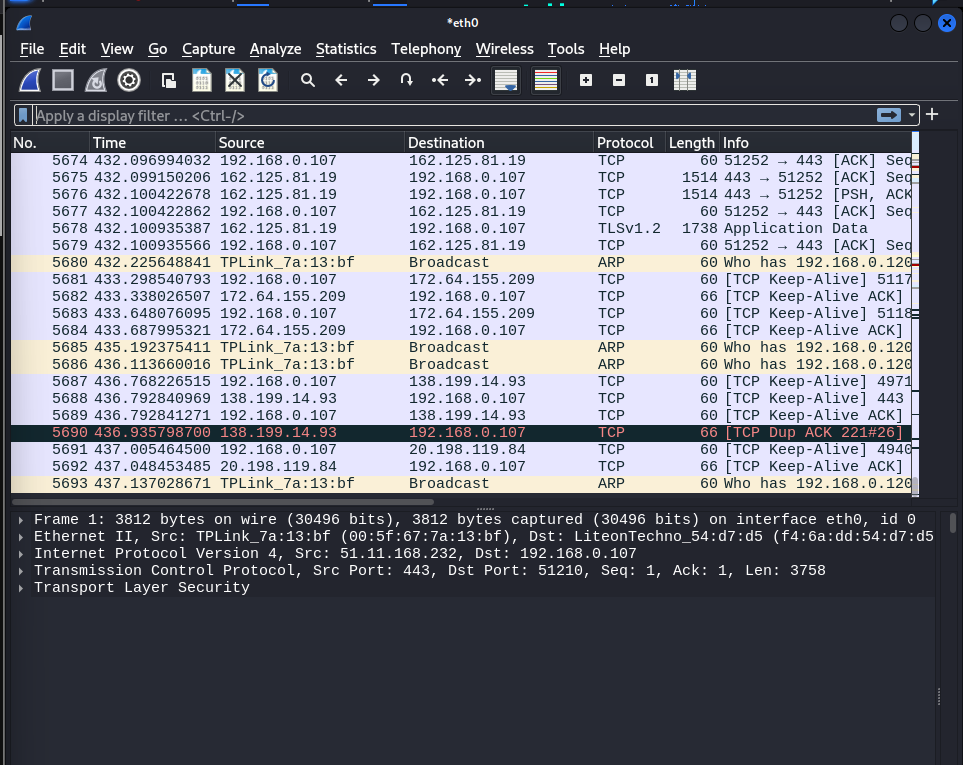 *eth0
File Edit View Go Capture Analyze Statistics Telephony Wireless Tools Help
Apply a display filter ... <Ctrl-/>
No. Time Source Destination Protocol Length Info
5674 432.096994032 192.168.0.107 162.125.81.19 TCP 60 51252 → 443 [ACK] Seq
5675 432.099150206 162.125.81.19 192.168.0.107 TCP 1514 443 → 51252 [ACK] Seq
5676 432.100422678 162.125.81.19 192.168.0.107 TCP 1514 443 → 51252 [PSH, ACK
5677 432.100422862 192.168.0.107 162.125.81.19 TCP 60 51252 → 443 [ACK] Seq
5678 432.100935387 162.125.81.19 192.168.0.107 TLSv1.2 1738 Application Data
5679 432.100935566 192.168.0.107 162.125.81.19 TCP 60 51252 → 443 [ACK] Seq
5680 432.225648841 TPLink_7a:13:bf Broadcast ARP 60 Who has 192.168.0.120
5681 433.298540793 192.168.0.107 172.64.155.209 TCP 60 [TCP Keep-Alive] 5117
5682 433.338026507 172.64.155.209 192.168.0.107 TCP 66 [TCP Keep-Alive ACK]
5683 433.648076095 192.168.0.107 172.64.155.209 TCP 60 [TCP Keep-Alive] 5118
5684 433.687995321 172.64.155.209 192.168.0.107 TCP 66 [TCP Keep-Alive ACK]
5685 435.192375411 TPLink_7a:13:bf Broadcast ARP 60 Who has 192.168.0.120
5686 436.113660016 TPLink_7a:13:bf Broadcast ARP 60 Who has 192.168.0.120
5687 436.768226515 192.168.0.107 138.199.14.93 TCP 60 [TCP Keep-Alive] 4971
5688 436.792840969 138.199.14.93 192.168.0.107 TCP 60 [TCP Keep-Alive] 443
5689 436.792841271 192.168.0.107 138.199.14.93 TCP 60 [TCP Keep-Alive ACK]
5690 436.935798700 138.199.14.93 192.168.0.107 TCP 66 [TCP Dup ACK 221#26]
5691 437.005464500 192.168.0.107 20.198.119.84 TCP 60 [TCP Keep-Alive] 4940
5692 437.048453485 20.198.119.84 192.168.0.107 TCP 66 [TCP Keep-Alive ACK]
5693 437.137028671 TPLink_7a:13:bf Broadcast ARP 60 Who has 192.168.0.120
Frame 1: 3812 bytes on wire (30496 bits), 3812 bytes captured (30496 bits) on interface eth0, id 0
Ethernet II, Src: TPLink_7a:13:bf (00:5f:67:7a:13:bf), Dst: LiteonTechno_54:d7:d5 (f4:6a:dd:54:d7:d5
Internet Protocol Version 4, Src: 51.11.168.232, Dst: 192.168.0.107
Transmission Control Protocol, Src Port: 443, Dst Port: 51210, Seq: 1, Ack: 1, Len: 3758
Transport Layer Security